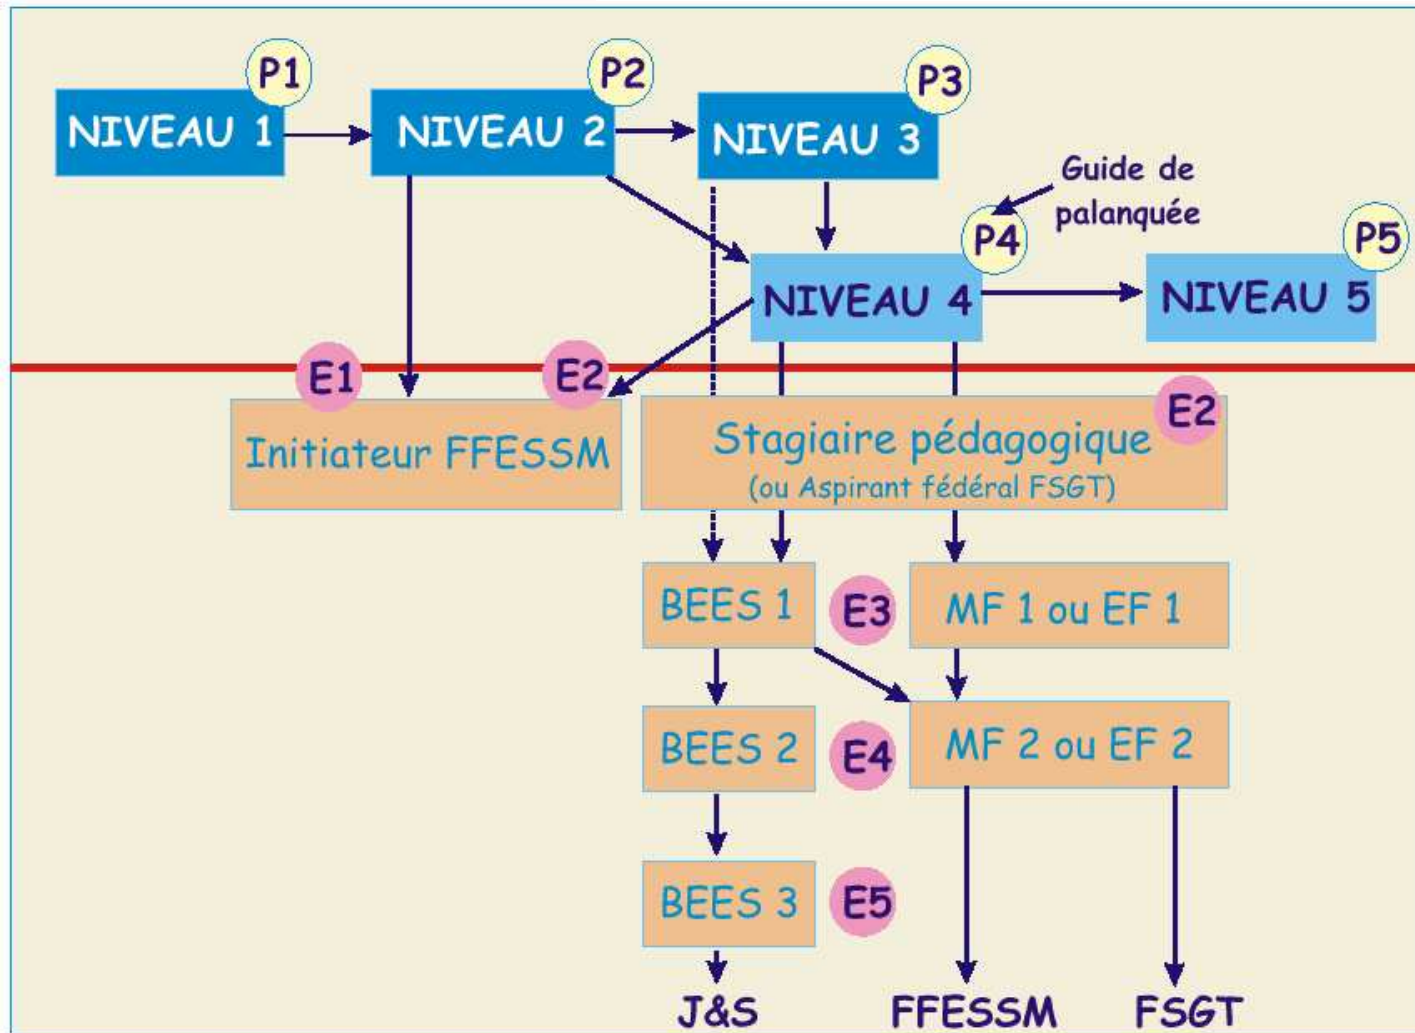 P1
P2
P3
NIVEAU 1
NIVEAU 2
NIVEAU 3
Guide de
palanquée
P4
P5
NIVEAU 4
NIVEAU 5
E1
E2
E2
Initiateur FFESSM
Stagiaire pédagogique
(ou Aspirant fédéral FSGT)
BEES 1
E3
MF 1 ou EF 1
BEES 2
E4
MF 2 ou EF 2
BEES 3
E5
J&S
FFESSM
FSGT